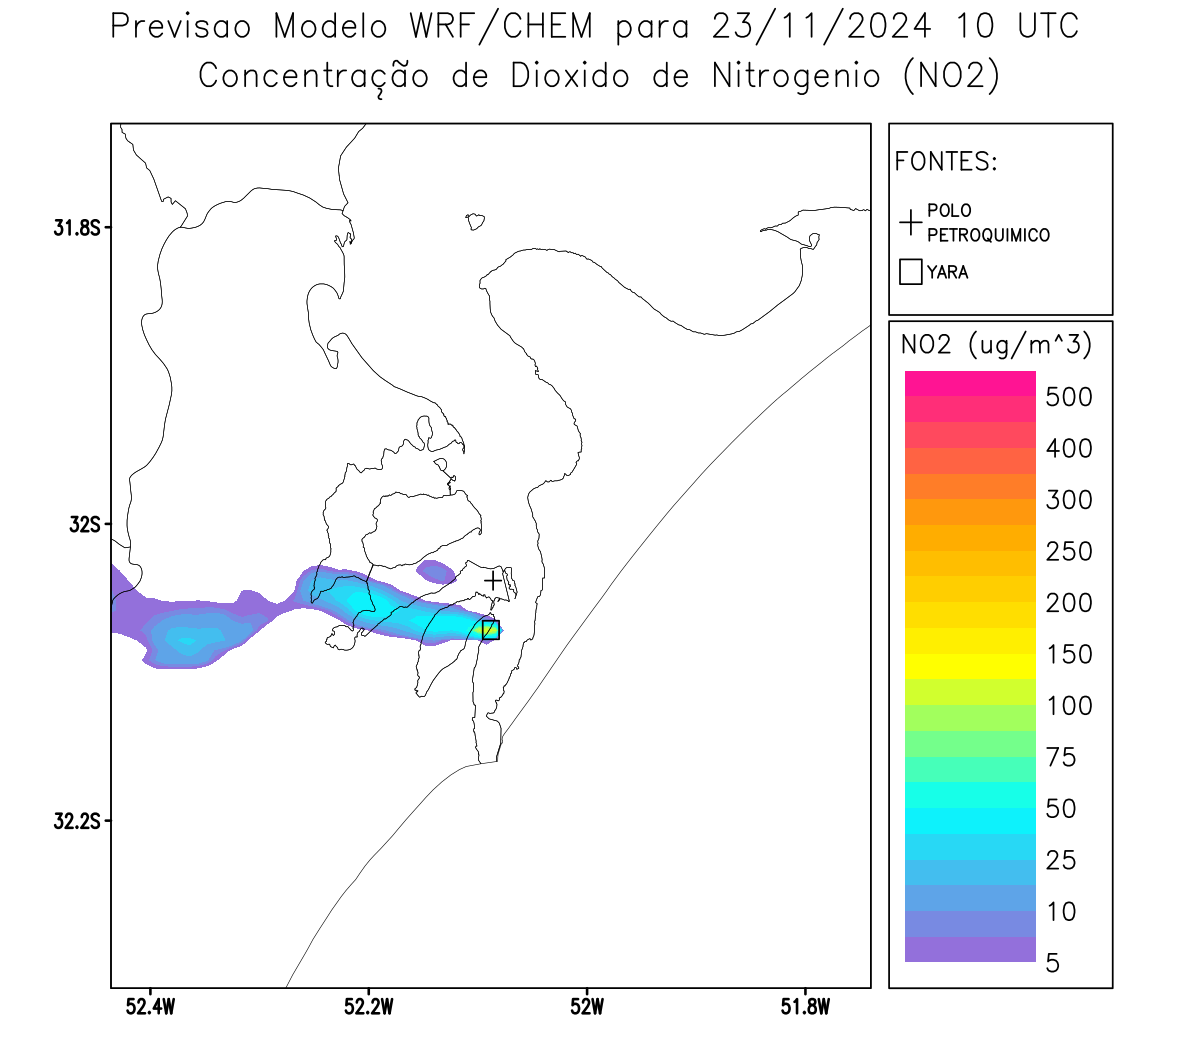 Previsao Modelo WRF/CHEM para 23/11/2024 10 UTC
Concentração de Dioxido de Nitrogenio (NO2)
FONTES:
POLO
PETROQUIMICO
YARA
NO2 (ug/m^3)
500
400
300
250
200
150
100
75
50
25
10
5
31.8S
32S
32.2S
52.4W
52.2W
52W
51.8W